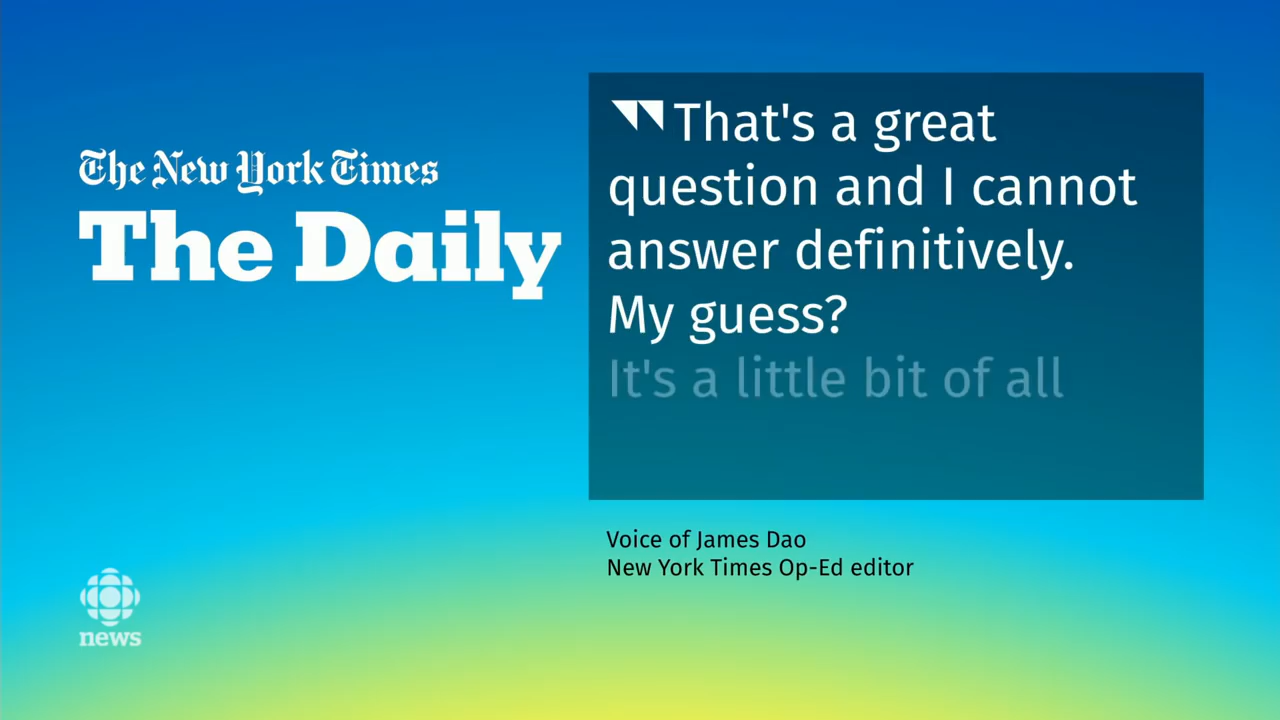 The New York Times
The Daily
"That's a great
question and I cannot
answer definitively.
My guess?
It's a little bit of all
Voice of James Dao
New York Times Op-Ed editor
news